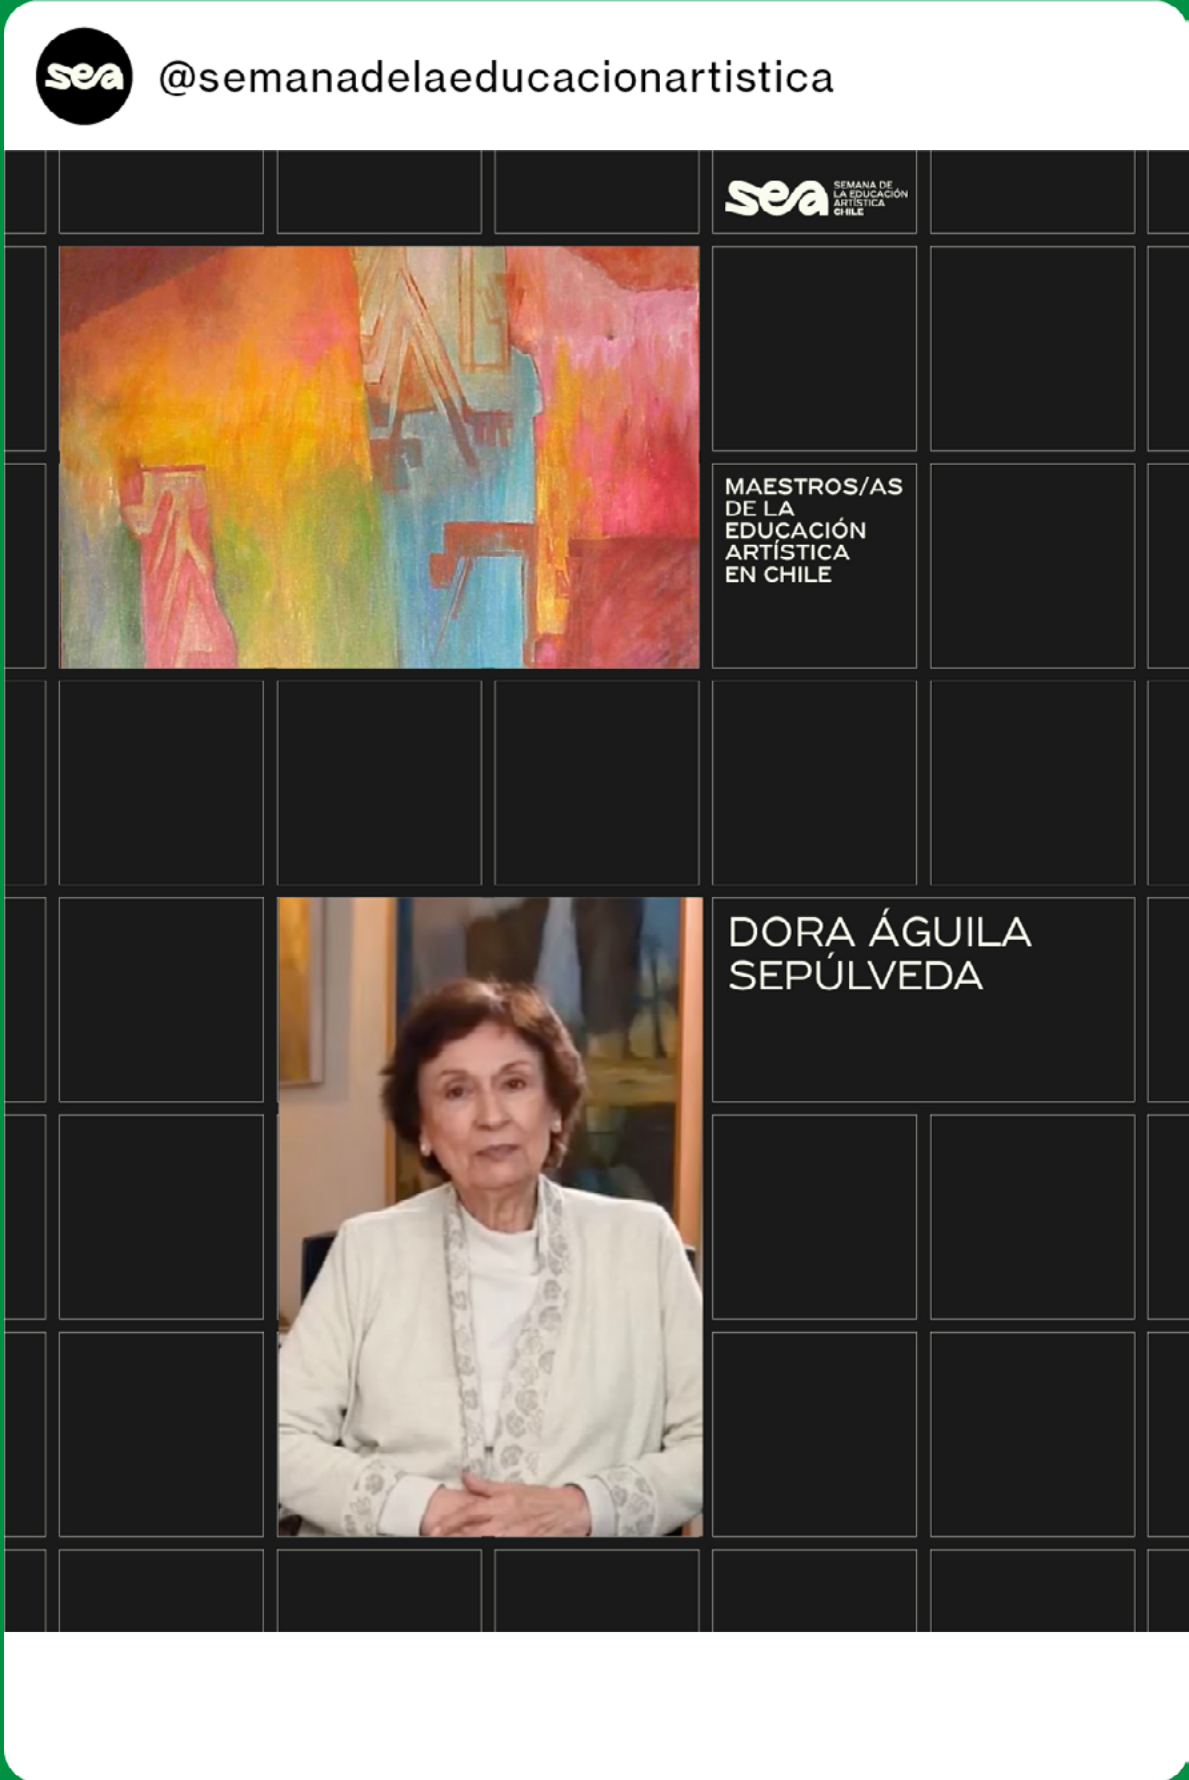 sea
@semanadelaeducacionartistica
sea
SEMANA DE
LA EDUCACIÓN
ARTÍSTICA
CHILE
MAESTROS/AS
DE LA
EDUCACIÓN
ARTÍSTICA
EN CHILE
DORA ÁGUILA
SEPÚLVEDA